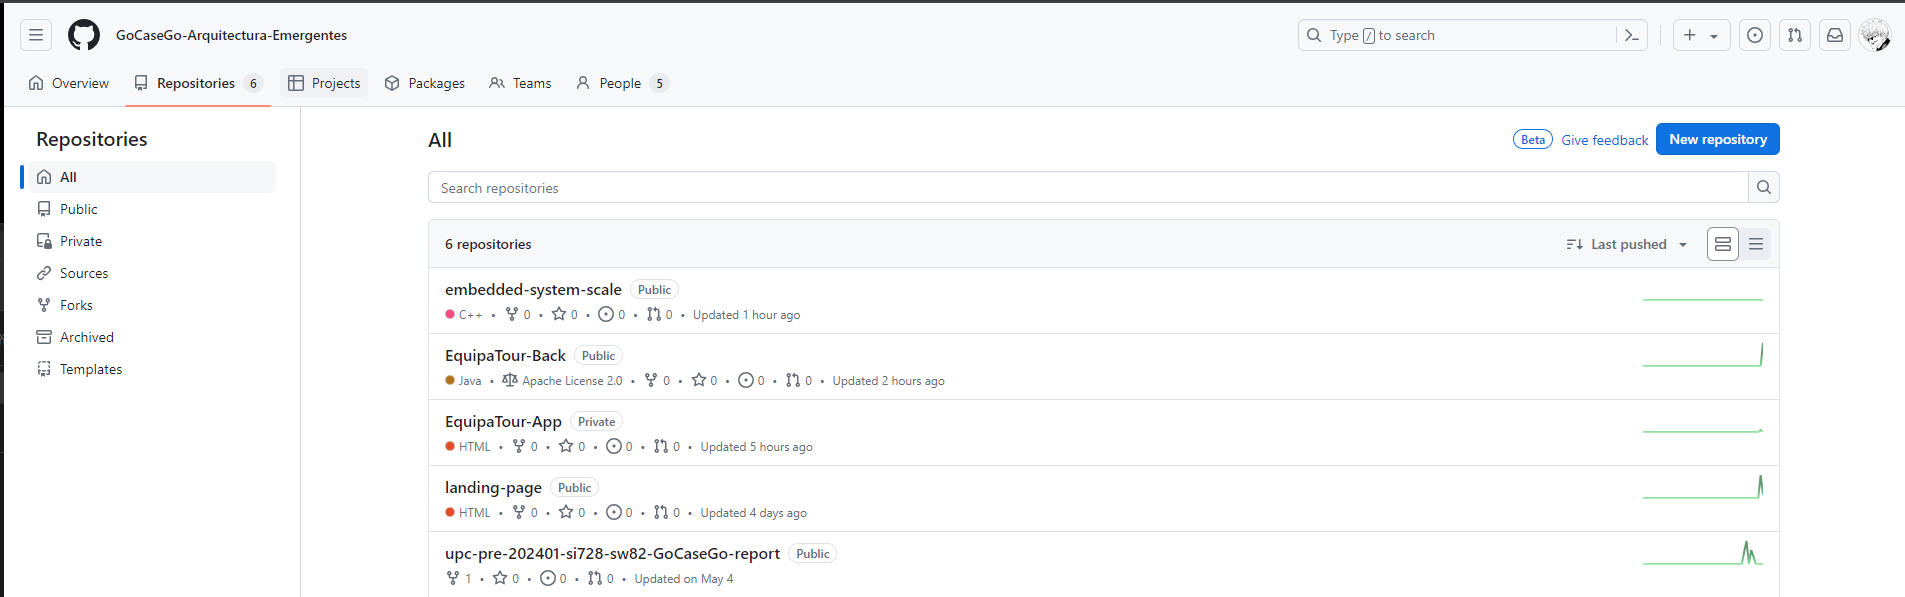 GoCaseGo-Arquitectura-Emergentes
Type / to search
Overview
Repositories 6
Projects
Packages
Teams
People 5
Repositories
All
Public
Private
Sources
Forks
Archived
Templates
All
Beta Give feedback New repository
Search repositories
6 repositories
Last pushed
embedded-system-scale Public
C++ • 0 • 0 • 0 • 0 • Updated 1 hour ago
EquipaTour-Back Public
Java • Apache License 2.0 • 0 • 0 • 0 • 0 • Updated 2 hours ago
EquipaTour-App Private
HTML • 0 • 0 • 0 • 0 • Updated 5 hours ago
landing-page Public
HTML • 0 • 0 • 0 • 0 • Updated 4 days ago
upc-pre-202401-si728-sw82-GoCaseGo-report Public
1 • 0 • 0 • 0 • Updated on May 4